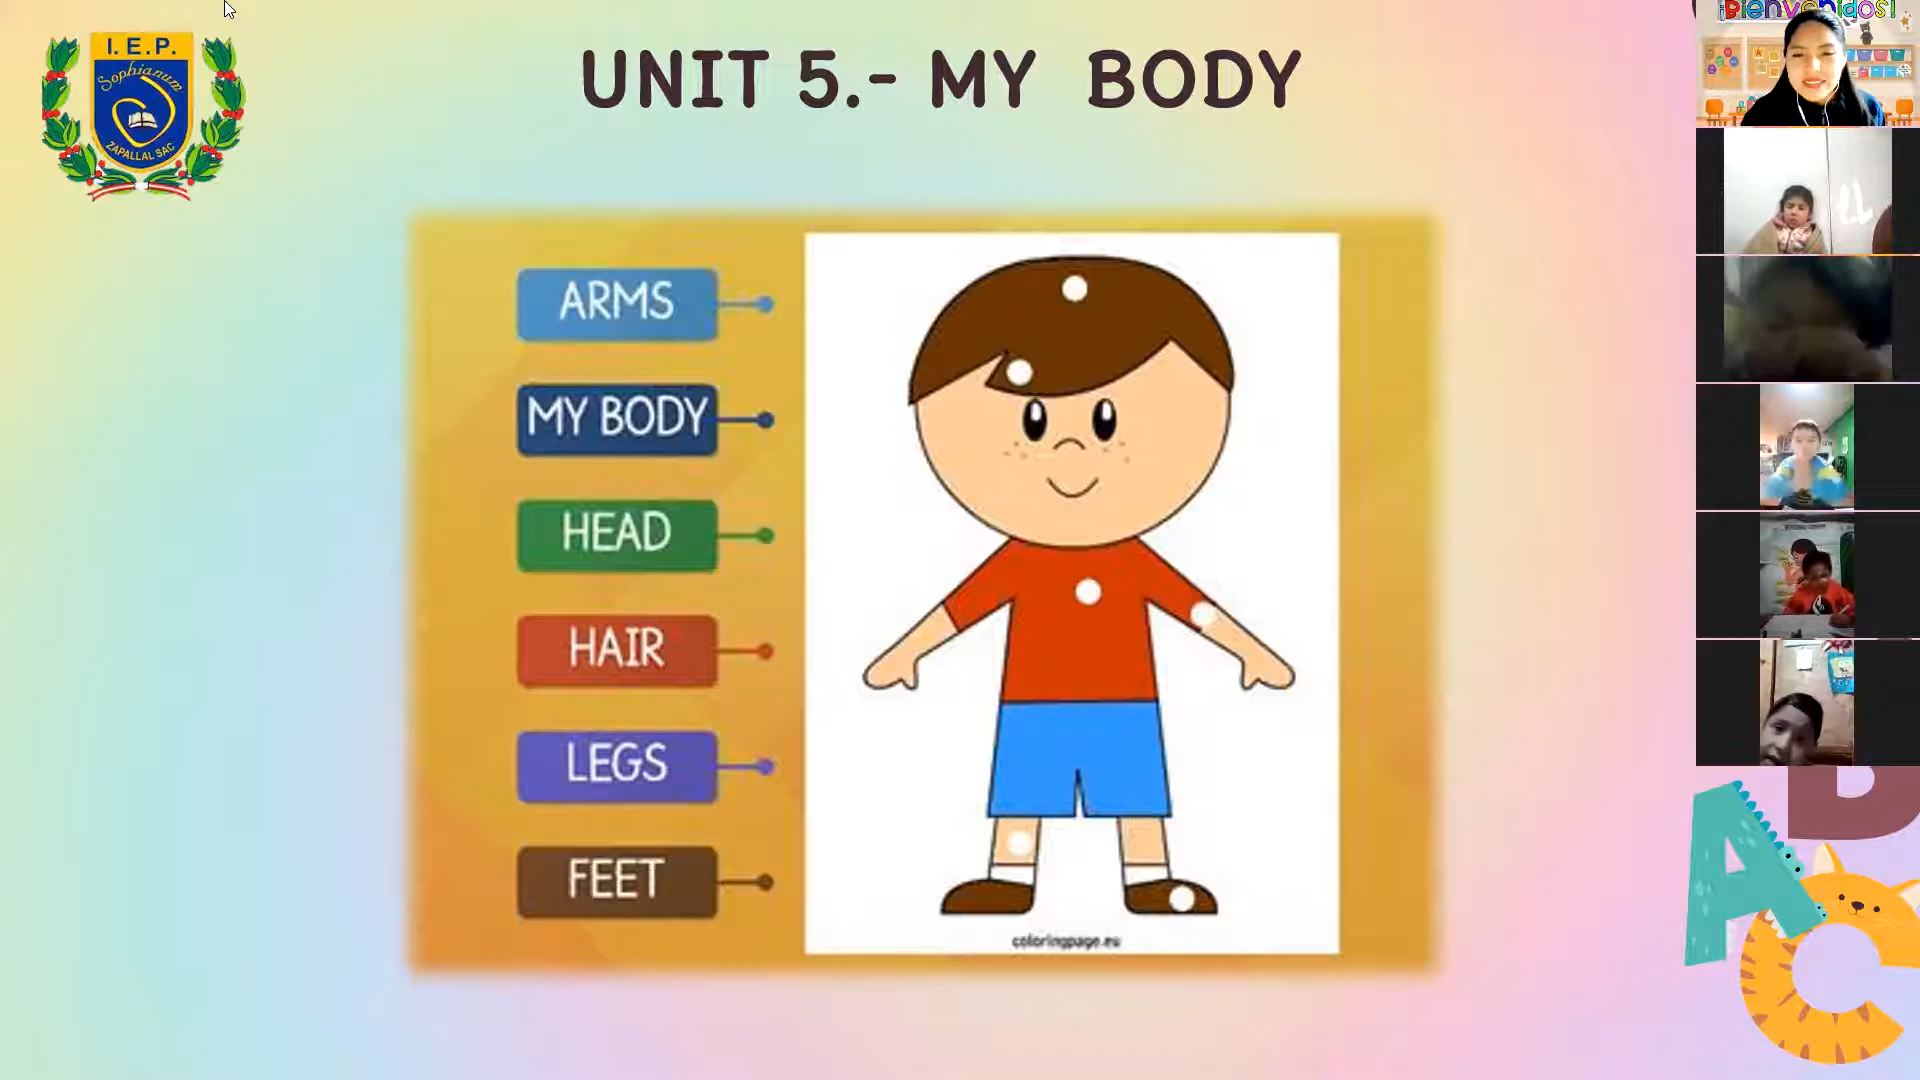 I.E.P.
Sophianum
ZAPALLAL SAC
UNIT 5.- MY BODY
ARMS
MY BODY
HEAD
HAIR
LEGS
FEET
coloringpage.eu
¡Bienvenidos!
B
A
C